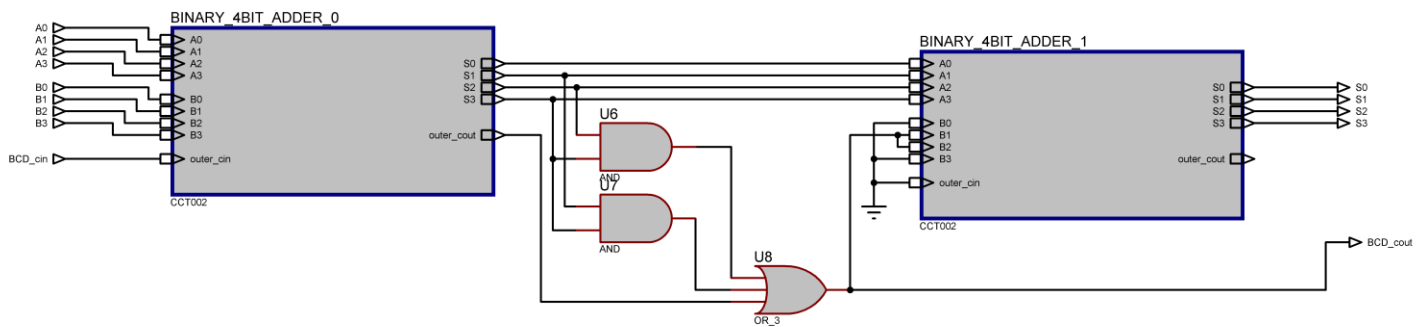 BINARY_4BIT_ADDER_0
A0
A1
A2
A3
B0
B1
B2
B3
BCD_cin
A0
A1
A2
A3
B0
B1
B2
B3
outer_cin
S0
S1
S2
S3
outer_cout
CCT002
U6
AND
U7
AND
U8
OR_3
BINARY_4BIT_ADDER_1
A0
A1
A2
A3
B0
B1
B2
B3
outer_cin
S0
S1
S2
S3
outer_cout
CCT002
S0
S1
S2
S3
BCD_cout